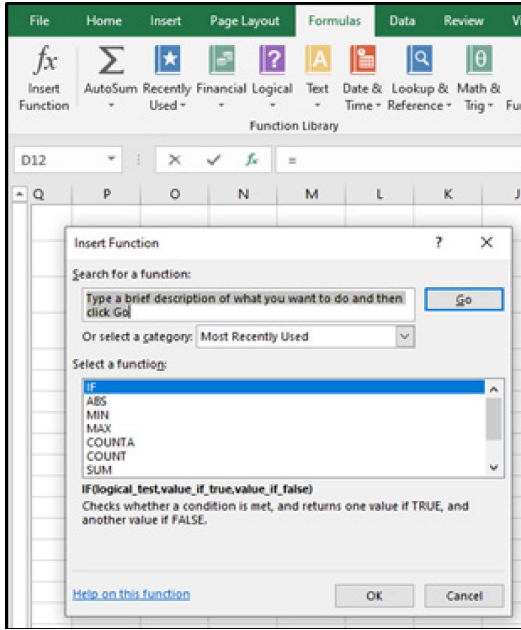 File Home Insert Page Layout Formulas Data Review
fx Σ ? A θ
Insert AutoSum Recently Financial Logical Text Date & Lookup & Math &
Function Used Time Reference Trig
Function Library
D12 fx =
Q P O N M L K J
Insert Function ? ×
Search for a function:
Type a brief description of what you want to do and then
click Go
Go
Or select a category: Most Recently Used
Select a function:
IF
ABS
MIN
MAX
COUNTA
COUNT
SUM
IF(logical_test,value_if_true,value_if_false)
Checks whether a condition is met, and returns one value if TRUE, and
another value if FALSE.
Help on this function OK Cancel